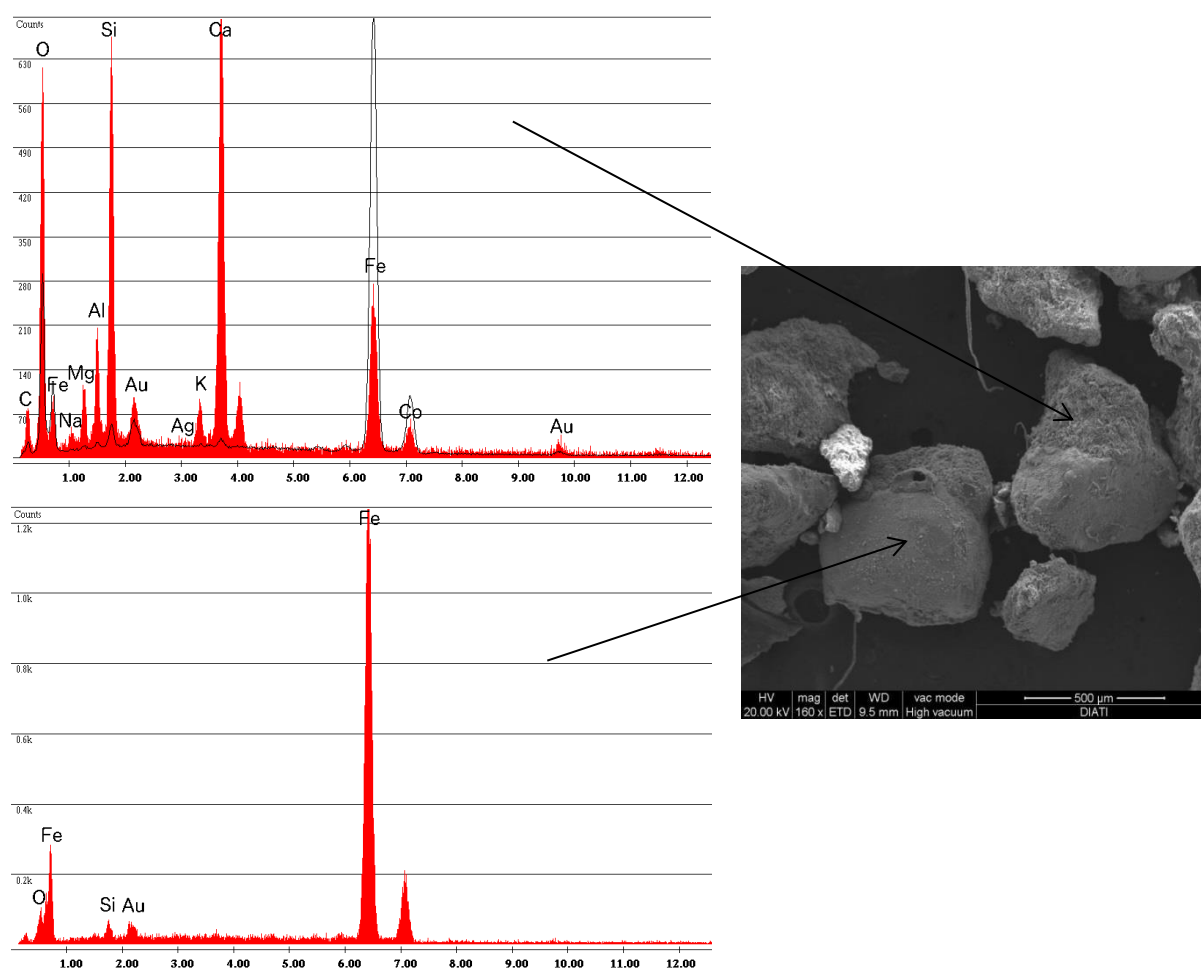 Counts
O
Si
Ca
630
560
490
420
350
280
Fe
210
Al
140
Mg
Fe
Au
K
C
70
Na
Ag
Co
Au
1.00 2.00 3.00 4.00 5.00 6.00 7.00 8.00 9.00 10.00 11.00 12.00
Counts
Fe
1.2k
1.0k
0.8k
0.6k
0.4k
Fe
0.2k
O
Si Au
1.00 2.00 3.00 4.00 5.00 6.00 7.00 8.00 9.00 10.00 11.00 12.00
HV mag det WD vac mode 500 µm
20.00 kV 160 x ETD 9.5 mm High vacuum DIATI